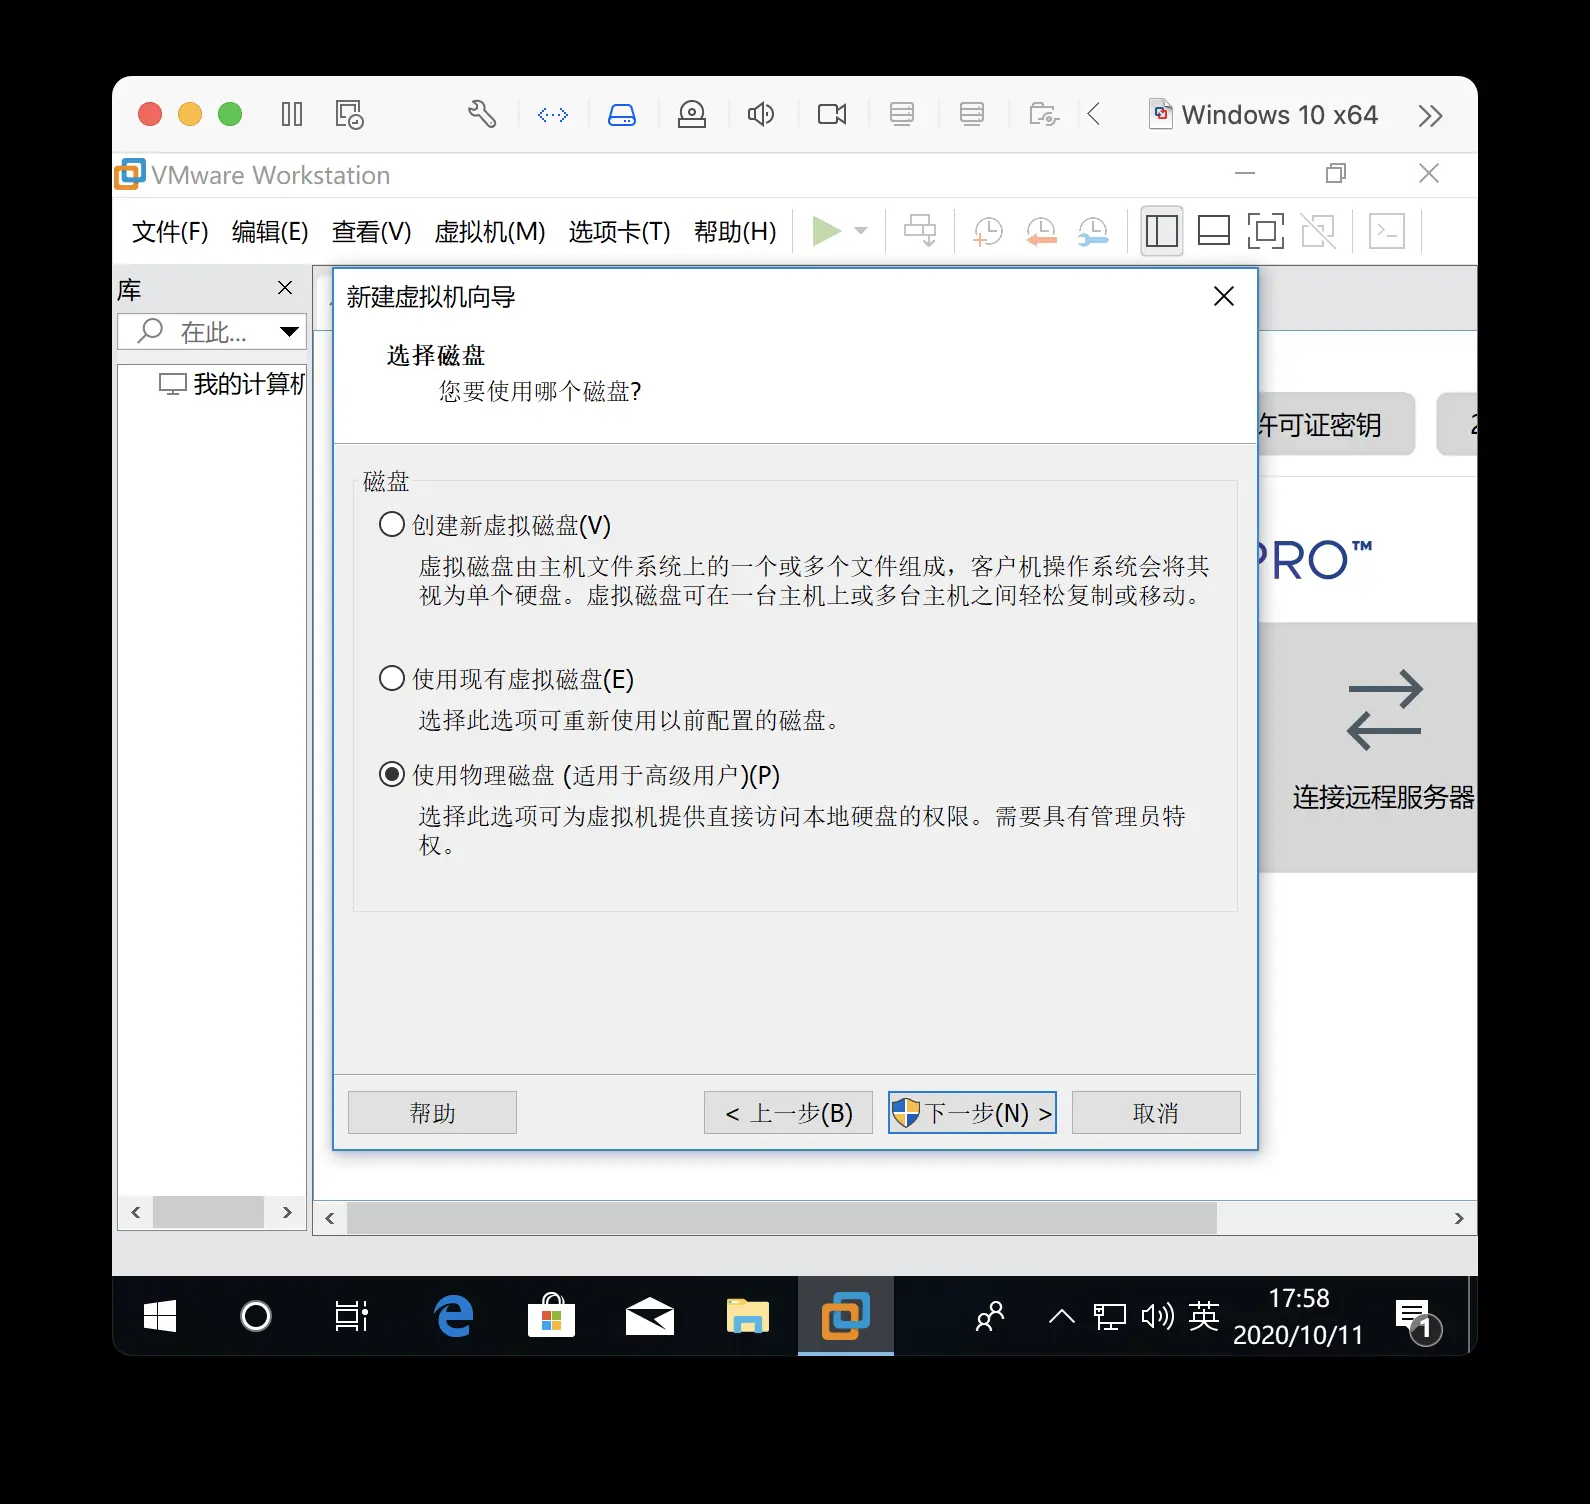 Windows 10 x64
VMware Workstation
文件(F) 编辑(E) 查看(V) 虚拟机(M) 选项卡(T) 帮助(H)
库
在此...
我的计算机
新建虚拟机向导
选择磁盘
您要使用哪个磁盘?
磁盘
创建新虚拟磁盘(V)
虚拟磁盘由主机文件系统上的一个或多个文件组成，客户机操作系统会将其
视为单个硬盘。虚拟磁盘可在一台主机上或多台主机之间轻松复制或移动。
使用现有虚拟磁盘(E)
选择此选项可重新使用以前配置的磁盘。
使用物理磁盘 (适用于高级用户)(P)
选择此选项可为虚拟机提供直接访问本地硬盘的权限。需要具有管理员特
权。
帮助
< 上一步(B)
下一步(N) >
取消
许可证密钥
PRO™
连接远程服务器
英
17:58
2020/10/11
1